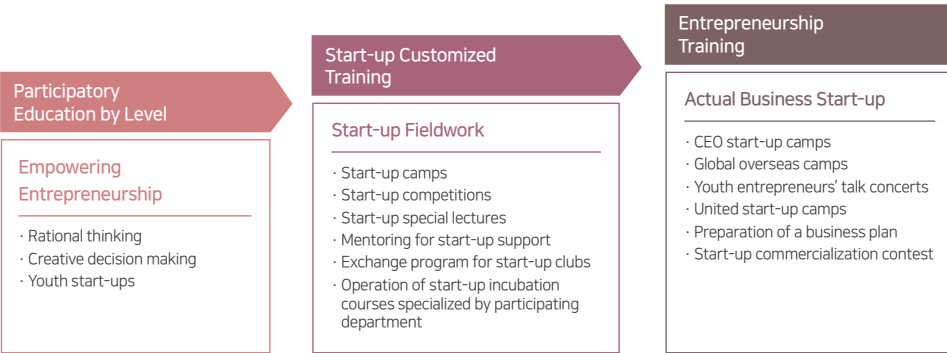 Participatory
Education by Level
Empowering
Entrepreneurship
· Rational thinking
· Creative decision making
· Youth start-ups
Start-up Customized
Training
Start-up Fieldwork
· Start-up camps
· Start-up competitions
· Start-up special lectures
· Mentoring for start-up support
· Exchange program for start-up clubs
· Operation of start-up incubation
courses specialized by participating
department
Entrepreneurship
Training
Actual Business Start-up
· CEO start-up camps
· Global overseas camps
· Youth entrepreneurs’ talk concerts
· United start-up camps
· Preparation of a business plan
· Start-up commercialization contest